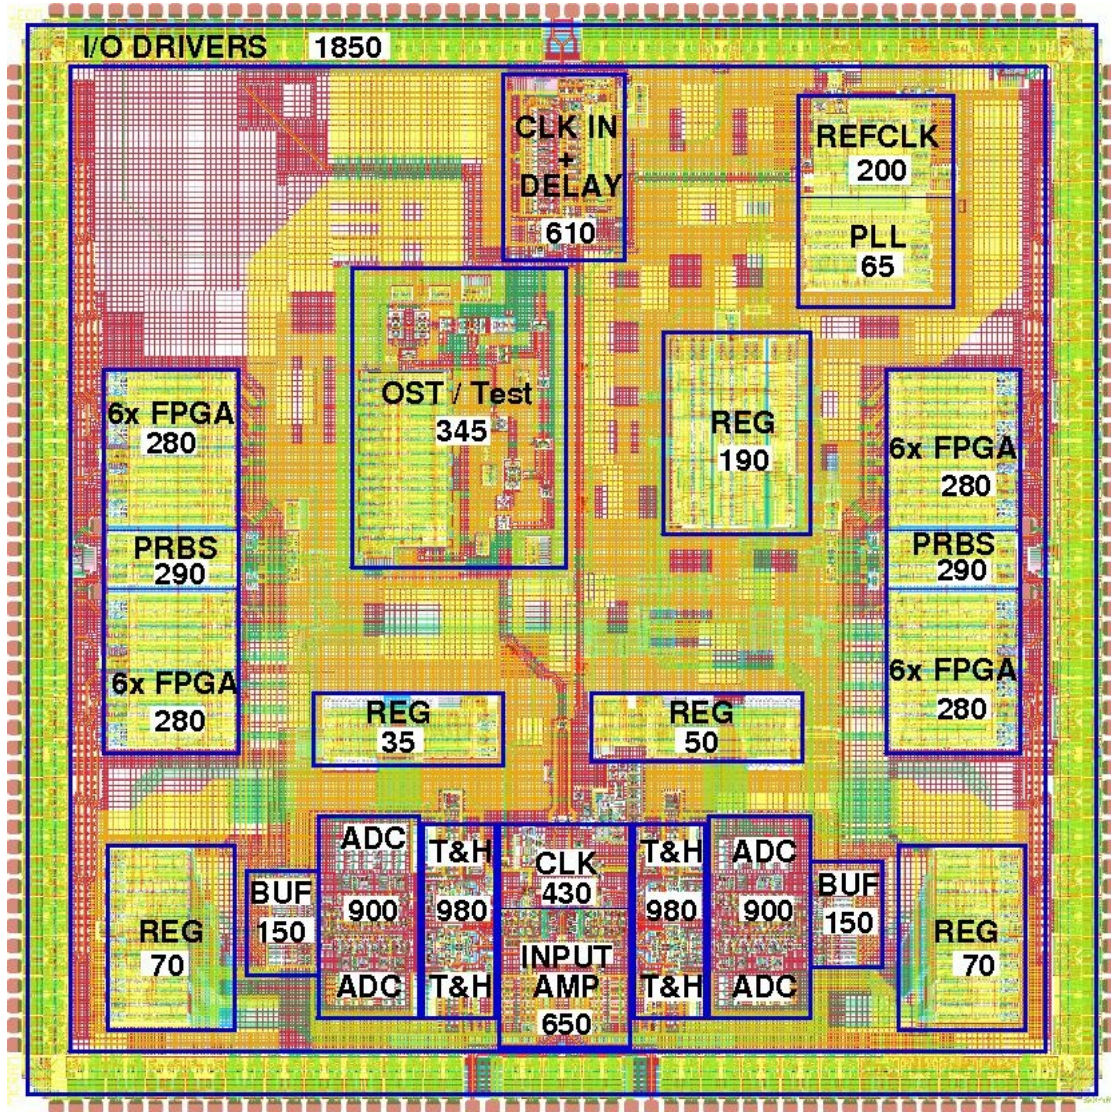 I/O DRIVERS 1850
CLK IN
+
DELAY
610
REFCLK
200
PLL
65
OST / Test
345
REG
190
6x FPGA
280
PRBS
290
6x FPGA
280
6x FPGA
280
PRBS
290
6x FPGA
280
REG
35
REG
50
REG
70
BUF
150
ADC
900
ADC
T&H
980
T&H
CLK
430
INPUT
AMP
650
T&H
980
T&H
ADC
900
ADC
BUF
150
REG
70